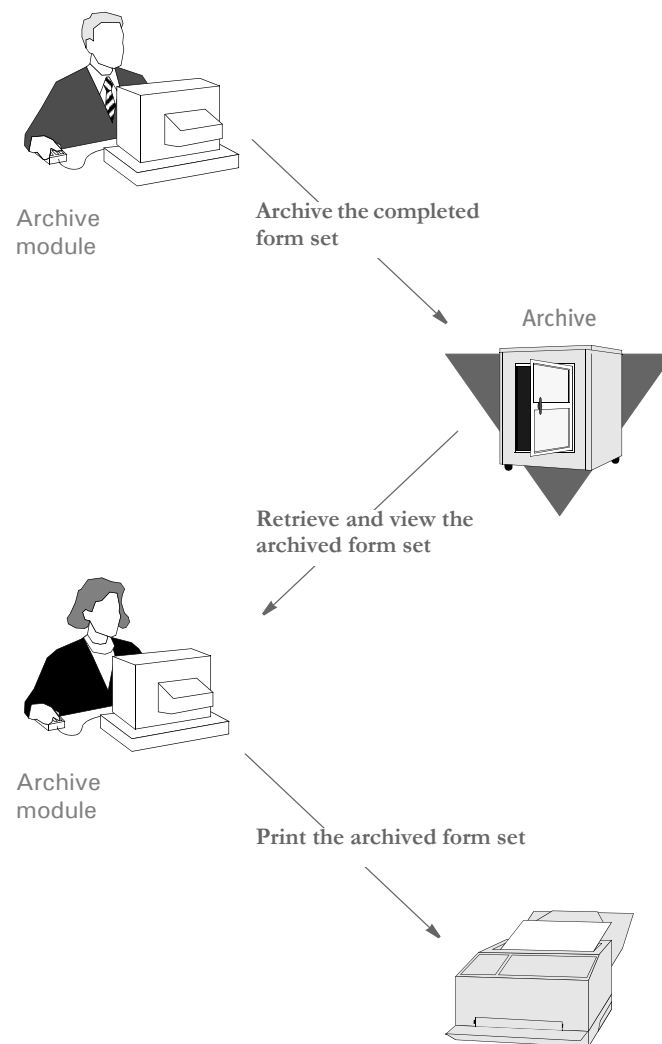 Archive
module
Archive the completed
form set
Archive
Retrieve and view the
archived form set
Archive
module
Print the archived form set